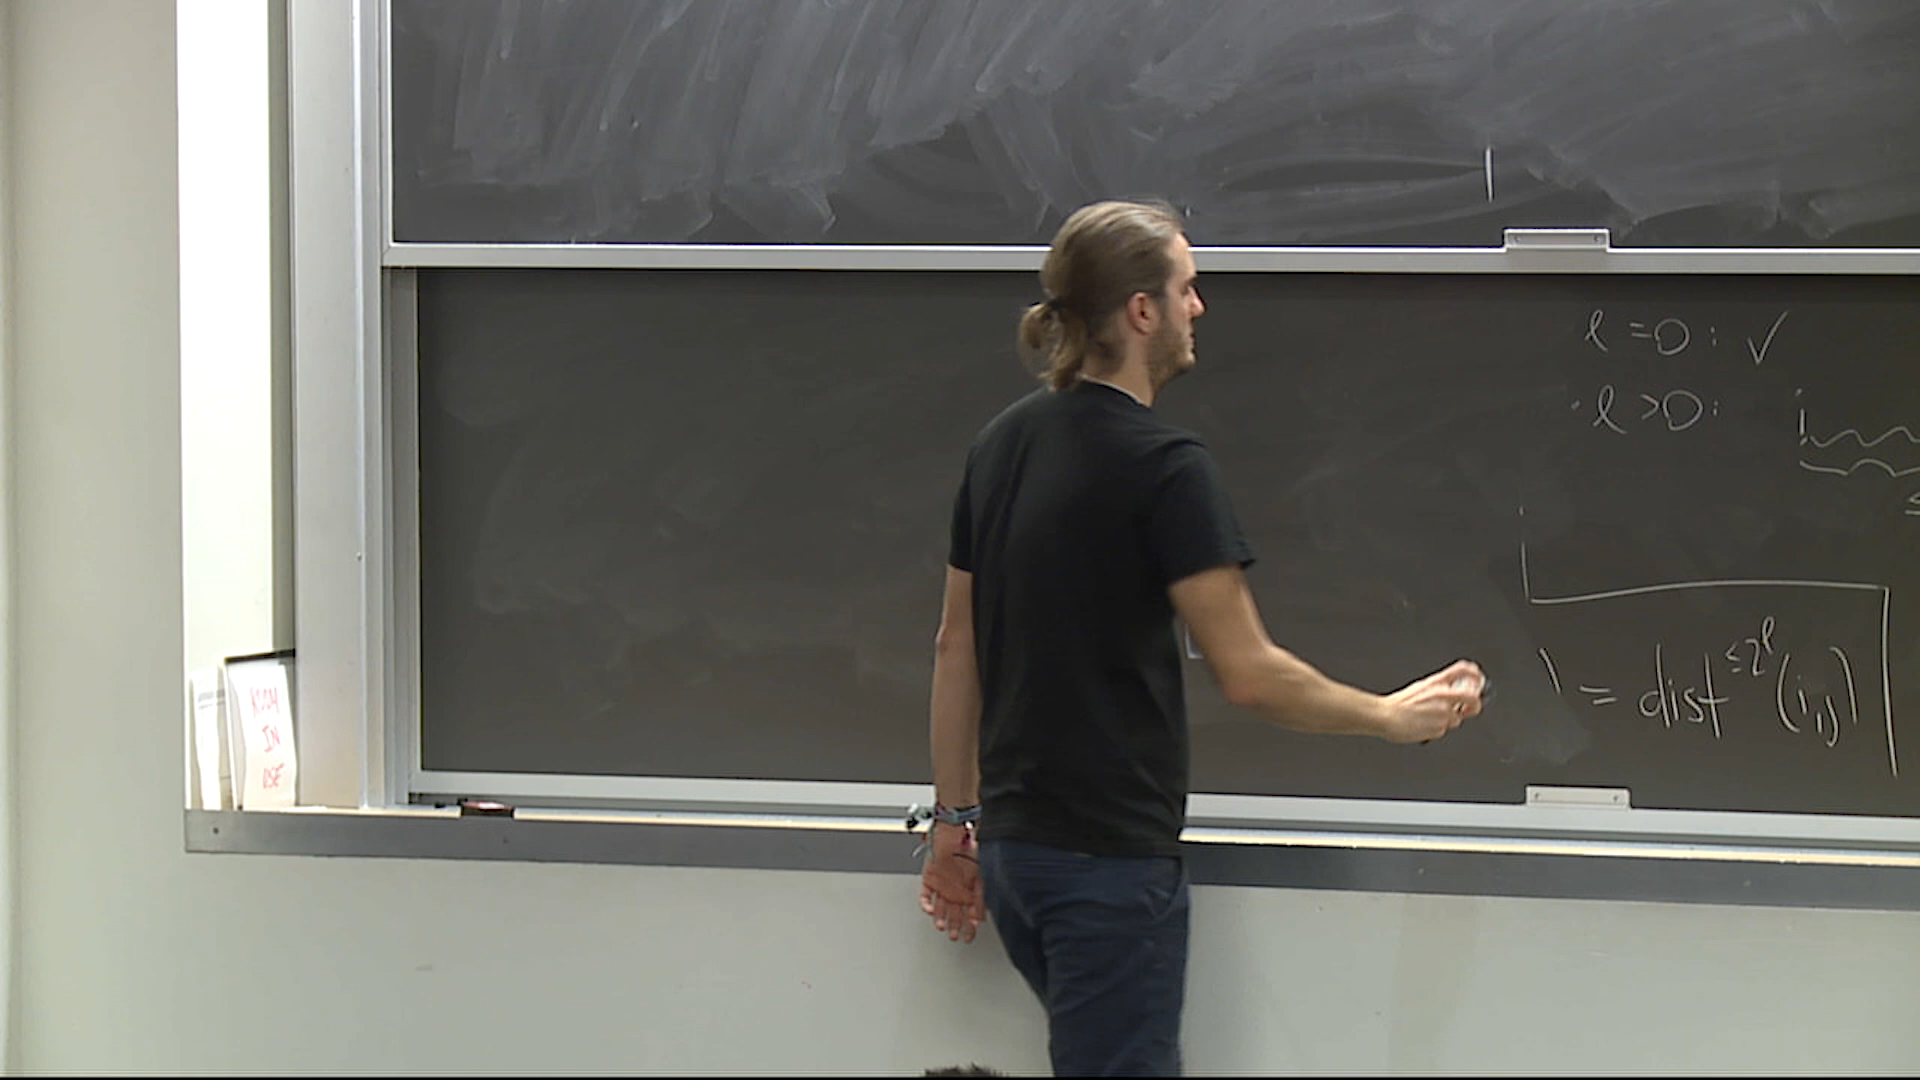 ℓ = 0 : ✓
· ℓ > 0 : i
≤
) = dist^{≤2^ℓ}(i,j)
ROOM
IN
USE